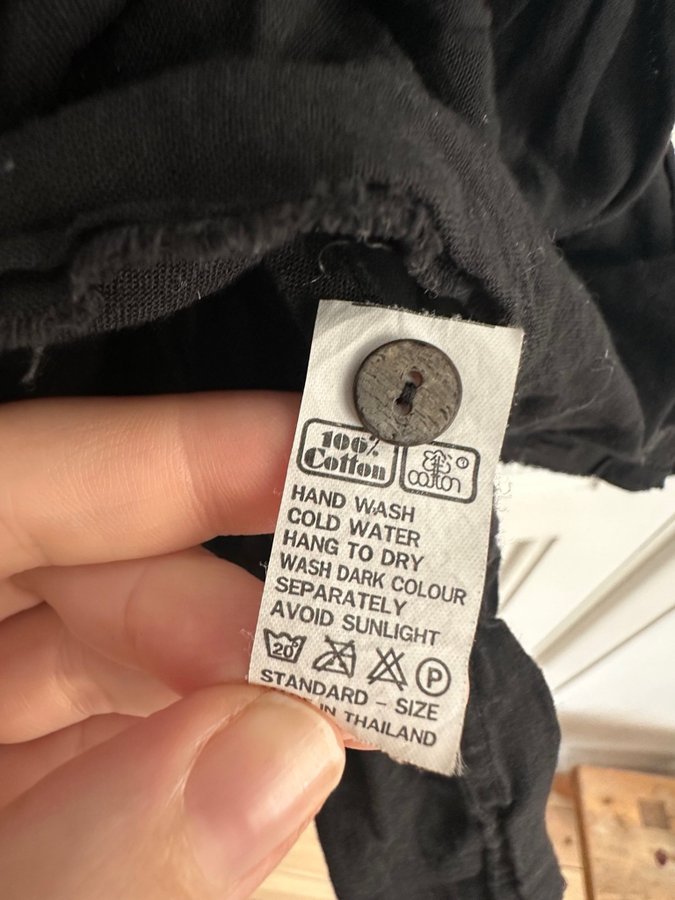 100%
Cotton
cotton
HAND WASH
COLD WATER
HANG TO DRY
WASH DARK COLOUR
SEPARATELY
AVOID SUNLIGHT
20° P
STANDARD - SIZE
IN THAILAND